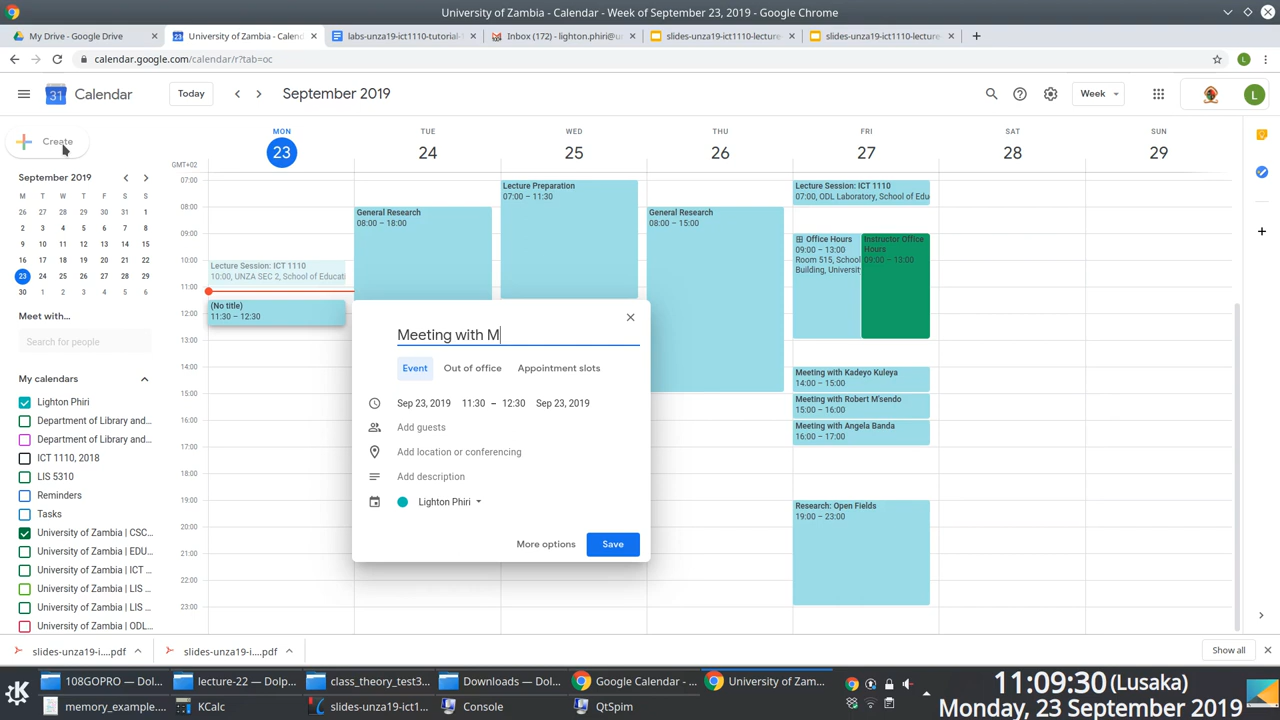 University of Zambia - Calendar - Week of September 23, 2019 - Google Chrome
My Drive - Google Drive
University of Zambia - Calend
labs-unza19-ict1110-tutorial-
Inbox (172) - lighton.phiri@u
slides-unza19-ict1110-lecture-
slides-unza19-ict1110-lecture-
calendar.google.com/calendar/r?tab=oc
L
31
Calendar
Today
September 2019
Week
L
Create
MON
TUE
WED
THU
FRI
SAT
SUN
23
24
25
26
27
28
29
GMT+02
September 2019
M T W T F S S
26 27 28 29 30 31 1
2 3 4 5 6 7 8
9 10 11 12 13 14 15
16 17 18 19 20 21 22
23 24 25 26 27 28 29
30 1 2 3 4 5 6
Meet with...
Search for people
My calendars
Lighton Phiri
Department of Library and...
Department of Library and...
ICT 1110, 2018
LIS 5310
Reminders
Tasks
University of Zambia | CSC...
University of Zambia | EDU...
University of Zambia | ICT ...
University of Zambia | LIS ...
University of Zambia | LIS ...
University of Zambia | ODL...
07:00
08:00
09:00
10:00
11:00
12:00
13:00
14:00
15:00
16:00
17:00
18:00
19:00
20:00
21:00
22:00
23:00
Lecture Session: ICT 1110
10:00, UNZA SEC 2, School of Educati
(No title)
11:30 – 12:30
General Research
08:00 – 18:00
Lecture Preparation
07:00 – 11:30
General Research
08:00 – 15:00
Lecture Session: ICT 1110
07:00, ODL Laboratory, School of Edu
Office Hours
09:00 – 13:00
Room 515, School
Building, Universit
Instructor Office
Hours
09:00 – 13:00
Meeting with Kadeyo Kuleya
14:00 – 15:00
Meeting with Robert M'sendo
15:00 – 16:00
Meeting with Angela Banda
16:00 – 17:00
Research: Open Fields
19:00 – 23:00
Meeting with M
Event
Out of office
Appointment slots
Sep 23, 2019 11:30 – 12:30 Sep 23, 2019
Add guests
Add location or conferencing
Add description
Lighton Phiri
More options
Save
slides-unza19-i....pdf
slides-unza19-i....pdf
Show all
108GOPRO — Dol...
lecture-22 — Dolp...
class_theory_test3...
Downloads — Dol...
Google Calendar - ...
University of Zam...
memory_example....
KCalc
slides-unza19-ict1...
Console
QtSpim
11:09:30 (Lusaka)
Monday, 23 September 2019